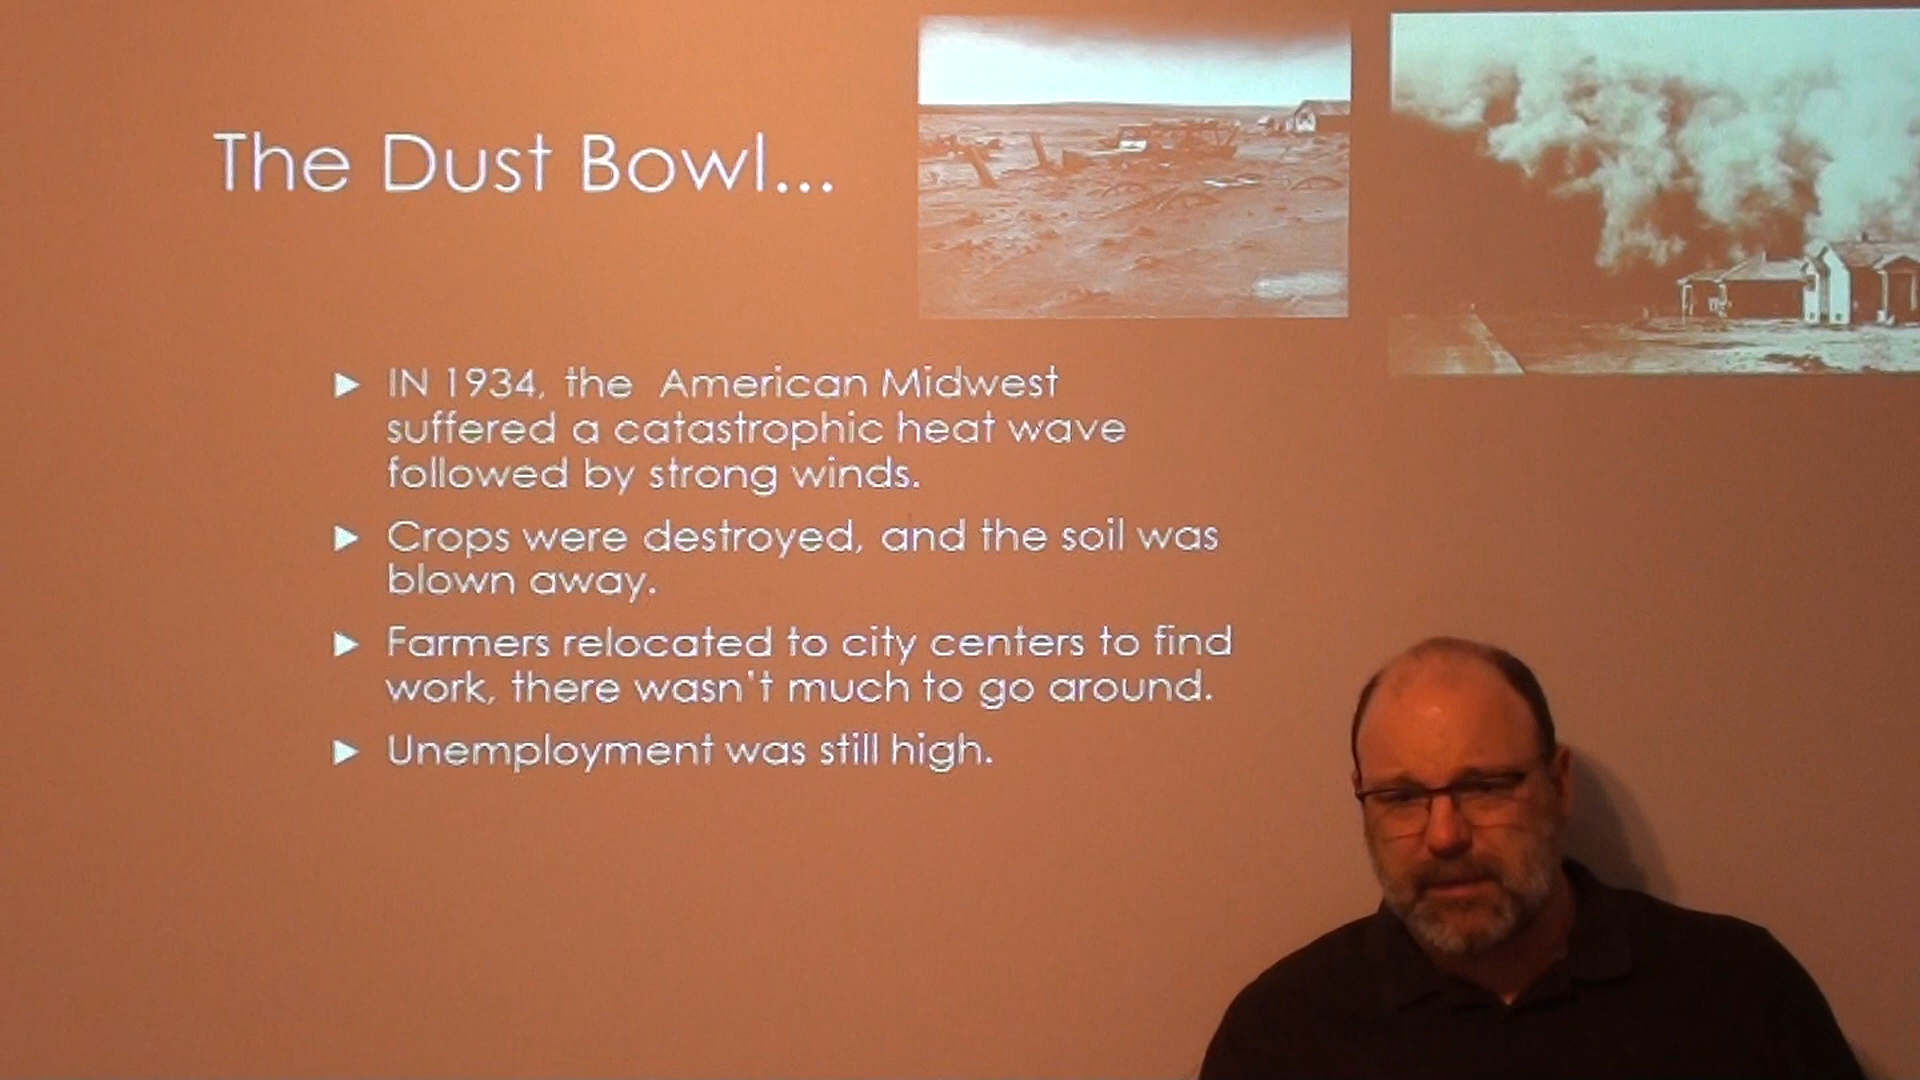 The Dust Bowl...
IN 1934, the American Midwest
suffered a catastrophic heat wave
followed by strong winds.
Crops were destroyed, and the soil was
blown away.
Farmers relocated to city centers to find
work, there wasn't much to go around.
Unemployment was still high.